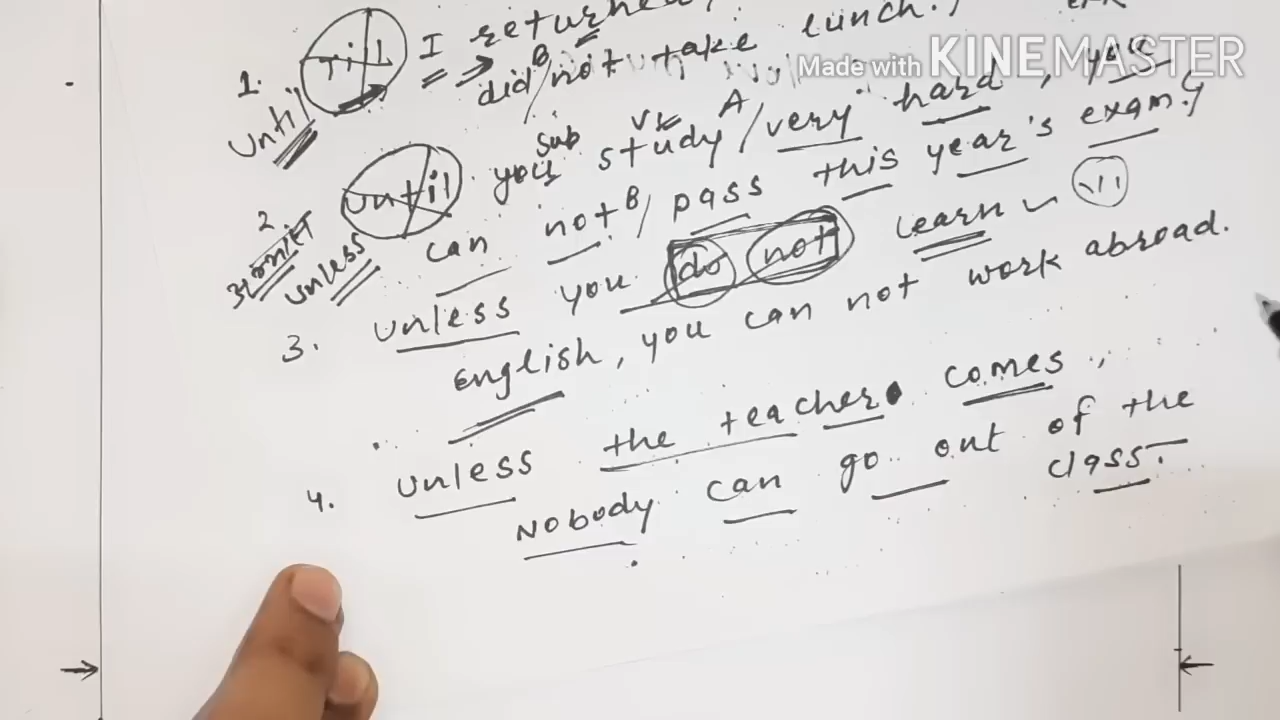 1. Till I returned,
until did B / not take lunch.
Made with KINEMASTER
sub V A
2. until you study / very hard, you
unless can not B / pass this year's exam.
3. unless you do not learn
English, you can not work abroad.
4. unless the teacher comes,
Nobody can go out of the
class.